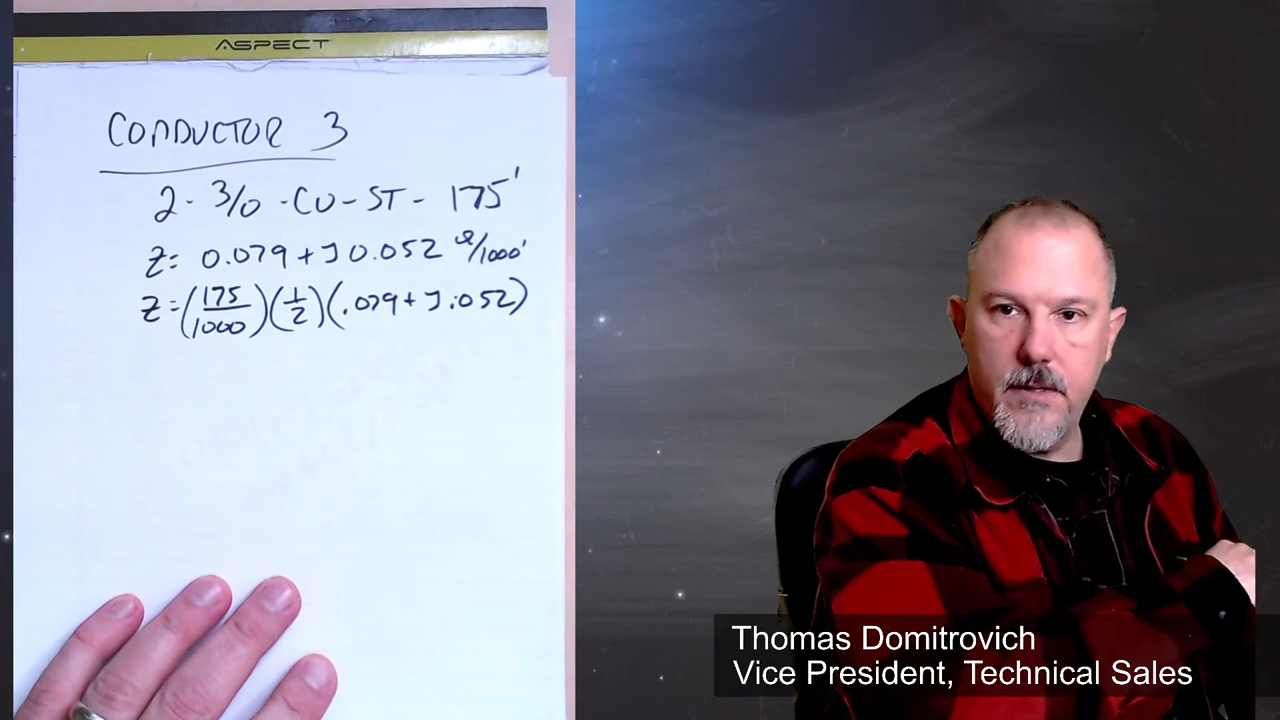 ASPECT
CONDUCTOR 3
2 - 3/0 - CU - ST - 175'
Z = 0.079 + J 0.052 Ω/1000'
Z = (175/1000)(1/2)(.079 + J .052)
Thomas Domitrovich
Vice President, Technical Sales